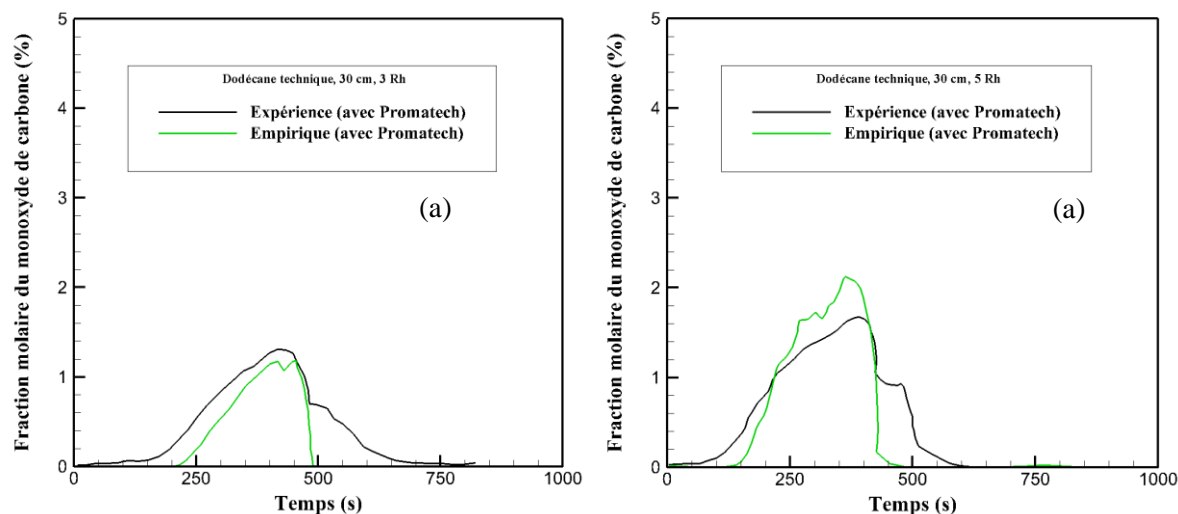 Fraction molaire du monoxyde de carbone (%)
5
4
3
2
1
0
Dodécane technique, 30 cm, 3 Rh
Expérience (avec Promatech)
Empirique (avec Promatech)
(a)
0
250
500
750
1000
Temps (s)
Fraction molaire du monoxyde de carbone (%)
5
4
3
2
1
0
Dodécane technique, 30 cm, 5 Rh
Expérience (avec Promatech)
Empirique (avec Promatech)
(a)
0
250
500
750
1000
Temps (s)